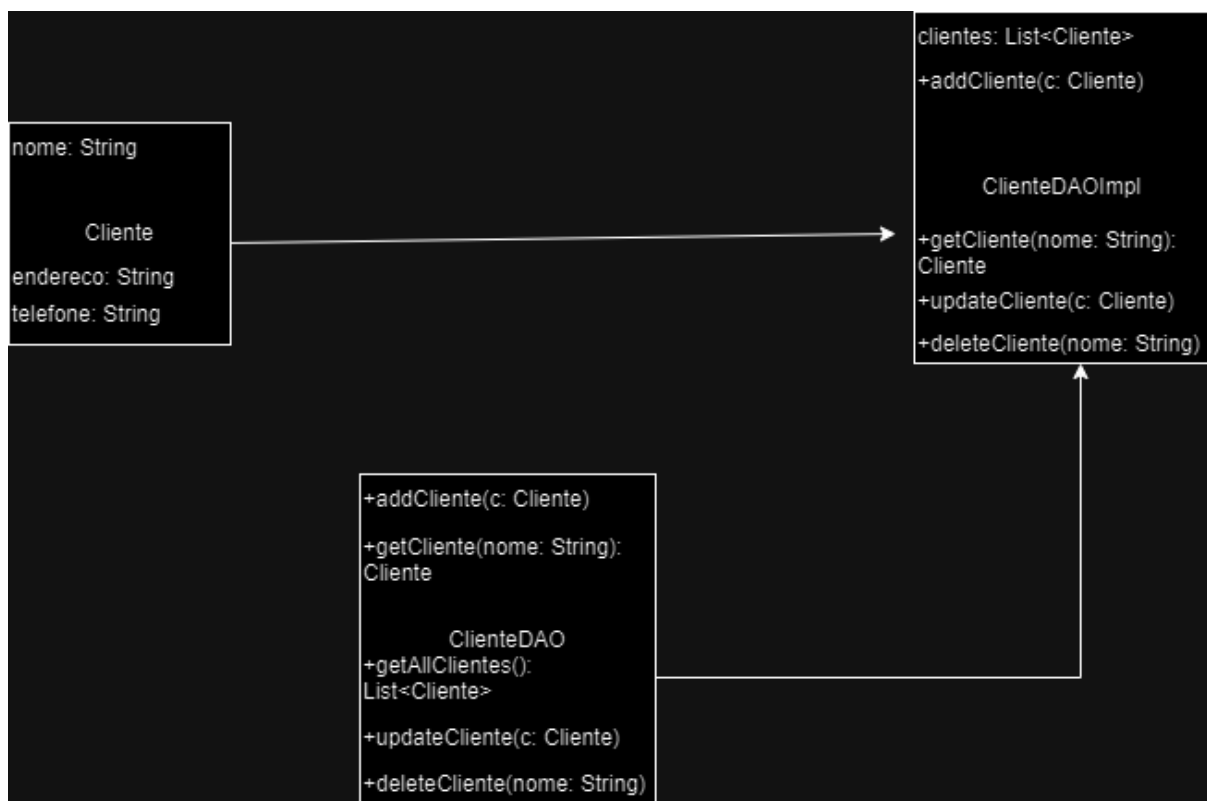 nome: String
Cliente
endereco: String
telefone: String
clientes: List<Cliente>
+addCliente(c: Cliente)
ClienteDAOImpl
+getCliente(nome: String):
Cliente
+updateCliente(c: Cliente)
+deleteCliente(nome: String)
+addCliente(c: Cliente)
+getCliente(nome: String):
Cliente
ClienteDAO
+getAllClientes():
List<Cliente>
+updateCliente(c: Cliente)
+deleteCliente(nome: String)